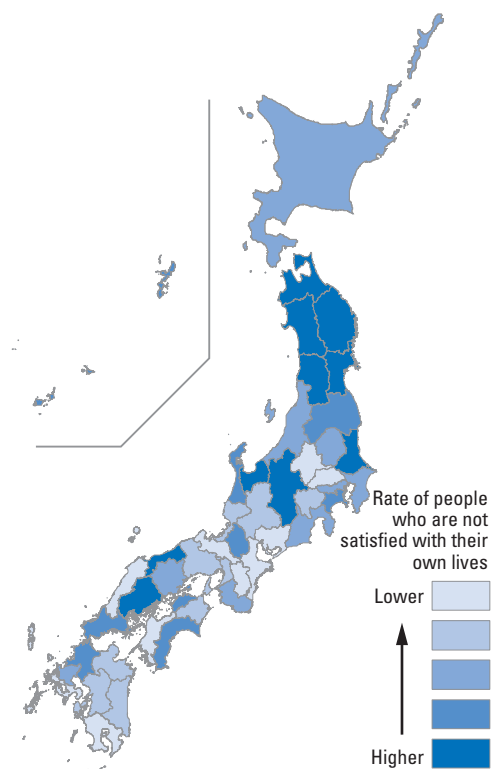 Rate of people
who are not
satisfied with their
own lives
Lower
Higher